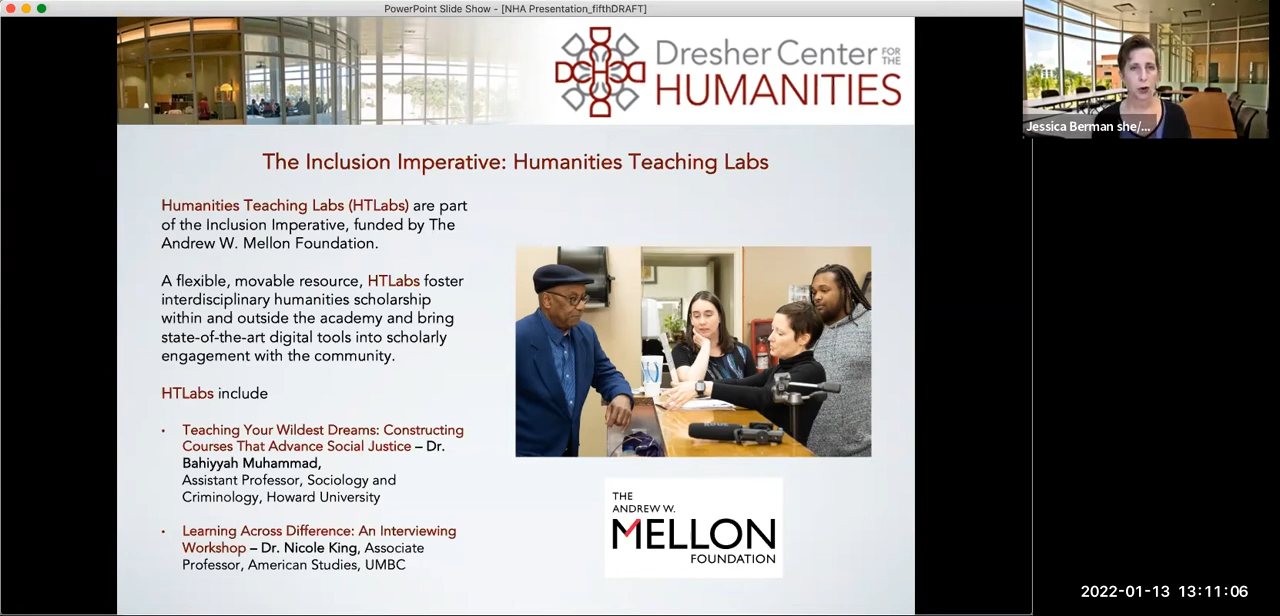 PowerPoint Slide Show - [NHA Presentation_fifthDRAFT]
Dresher Center FOR THE
HUMANITIES
Jessica Berman she/...
The Inclusion Imperative: Humanities Teaching Labs
Humanities Teaching Labs (HTLabs) are part
of the Inclusion Imperative, funded by The
Andrew W. Mellon Foundation.
A flexible, movable resource, HTLabs foster
interdisciplinary humanities scholarship
within and outside the academy and bring
state-of-the-art digital tools into scholarly
engagement with the community.
HTLabs include
• Teaching Your Wildest Dreams: Constructing
Courses That Advance Social Justice – Dr.
Bahiyyah Muhammad,
Assistant Professor, Sociology and
Criminology, Howard University
• Learning Across Difference: An Interviewing
Workshop – Dr. Nicole King, Associate
Professor, American Studies, UMBC
THE
ANDREW W.
MELLON
FOUNDATION
2022-01-13 13:11:06